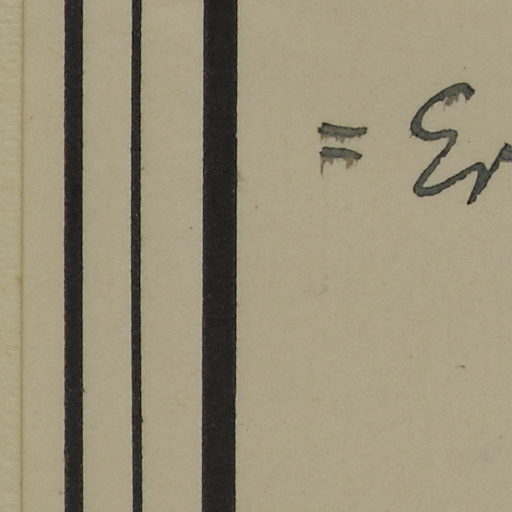 = Er